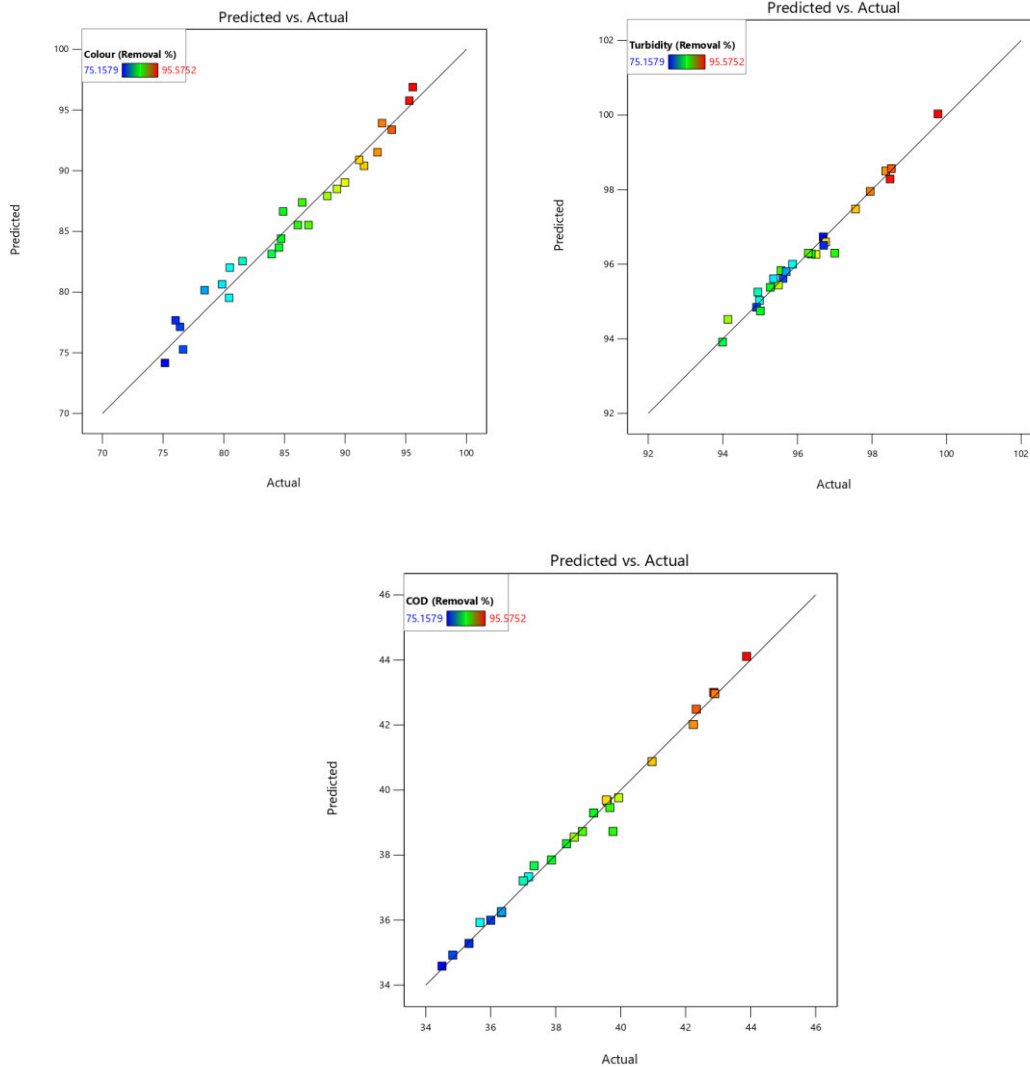 Predicted vs. Actual
Colour (Removal %)
75.1579 95.5752
100
95
90
85
80
75
70
Predicted
70 75 80 85 90 95 100
Actual
Predicted vs. Actual
Turbidity (Removal %)
75.1579 95.5752
102
100
98
96
94
92
Predicted
92 94 96 98 100 102
Actual
Predicted vs. Actual
COD (Removal %)
75.1579 95.5752
46
44
42
40
38
36
34
Predicted
34 36 38 40 42 44 46
Actual